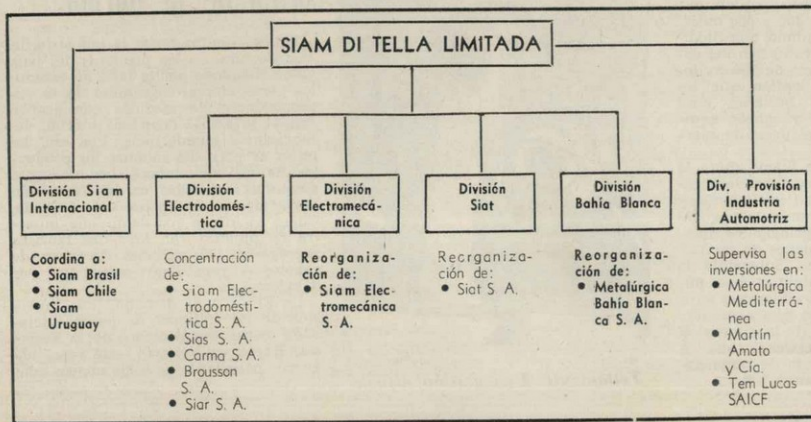 SIAM DI TELLA LIMITADA
División Siam
Internacional
Coordina a:
• Siam Brasil
• Siam Chile
• Siam
Uruguay
División
Electrodomés-
tica
Concentración
de:
• Siam Elec-
trodomésti-
tica S. A.
• Sias S. A.
• Carma S. A.
• Brousson
S. A.
• Siar S. A.
División
Electromecá-
nica
Reorganiza-
ción de:
• Siam Elec-
tromecánica
S. A.
División
Siat
Reorganiza-
ción de:
• Siat S. A.
División
Bahía Blanca
Reorganiza-
ción de:
• Metalúrgica
Bahía Blan-
ca S. A.
Div. Provisión
Industria
Automotriz
Supervisa las
inversiones en:
• Metalúrgica
Mediterrá-
nea
• Martín
Amato
y Cía.
• Tem Lucas
SAICF